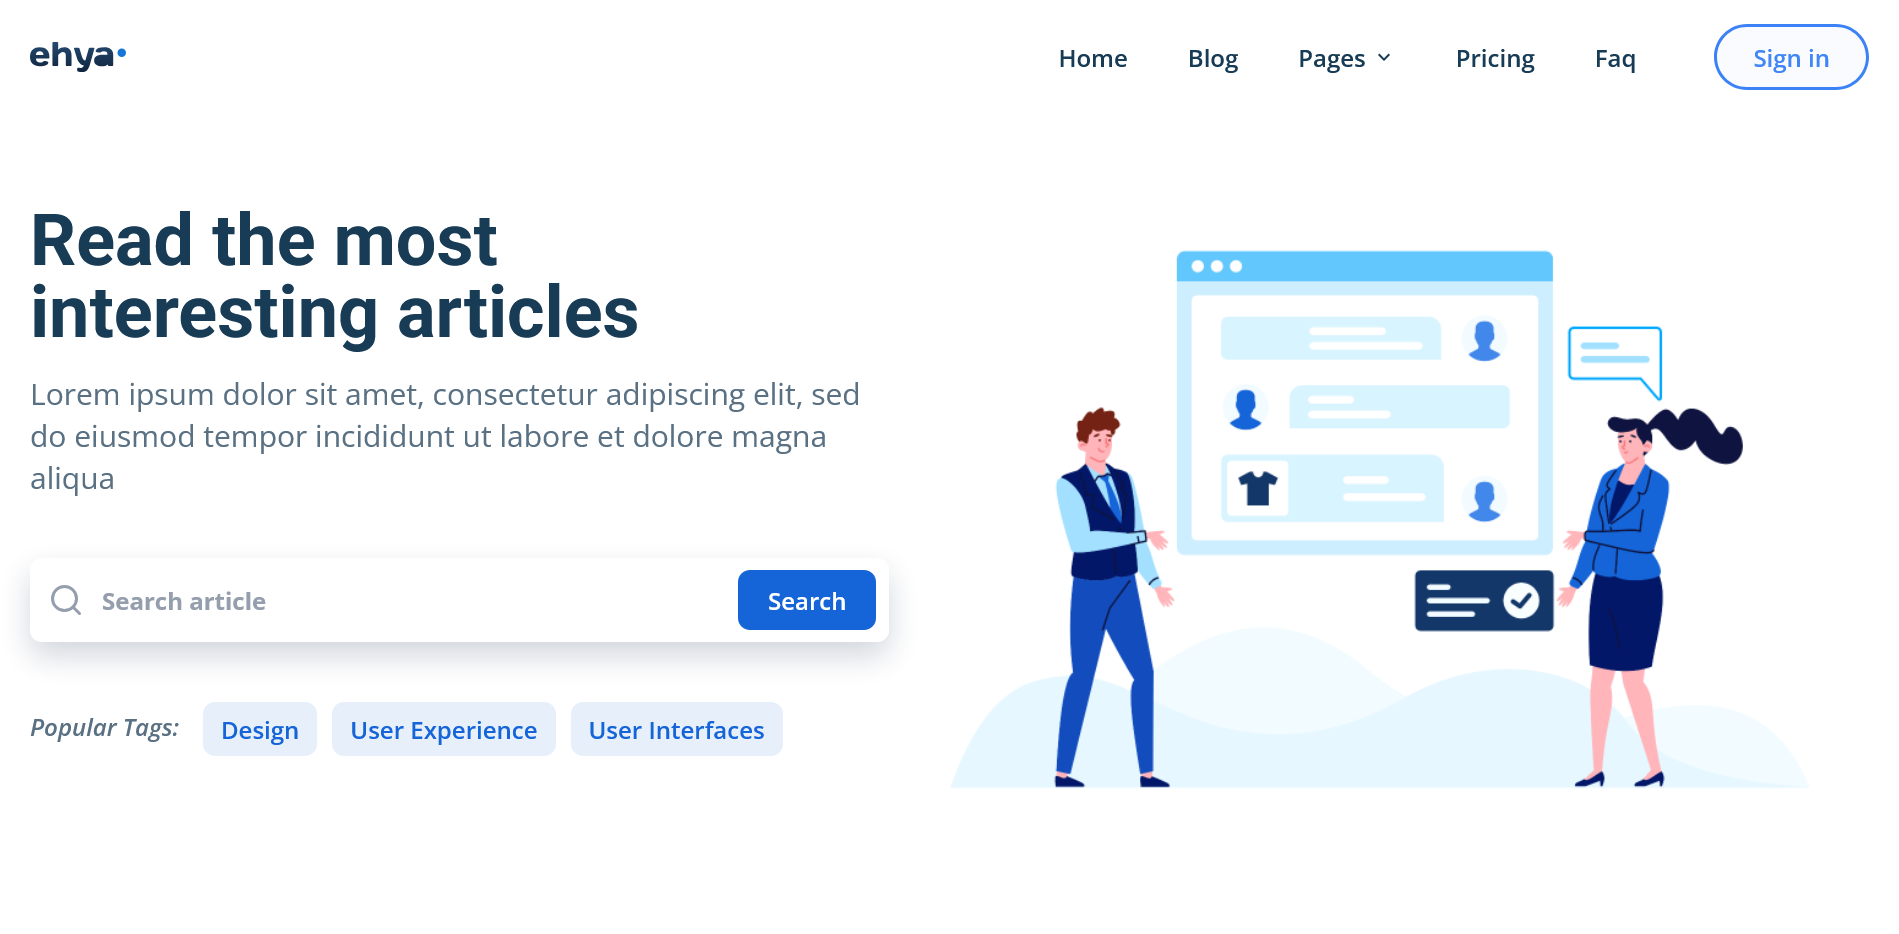 ehya
Home Blog Pages Pricing Faq Sign in
Read the most
interesting articles
Lorem ipsum dolor sit amet, consectetur adipiscing elit, sed
do eiusmod tempor incididunt ut labore et dolore magna
aliqua
Search article Search
Popular Tags: Design User Experience User Interfaces